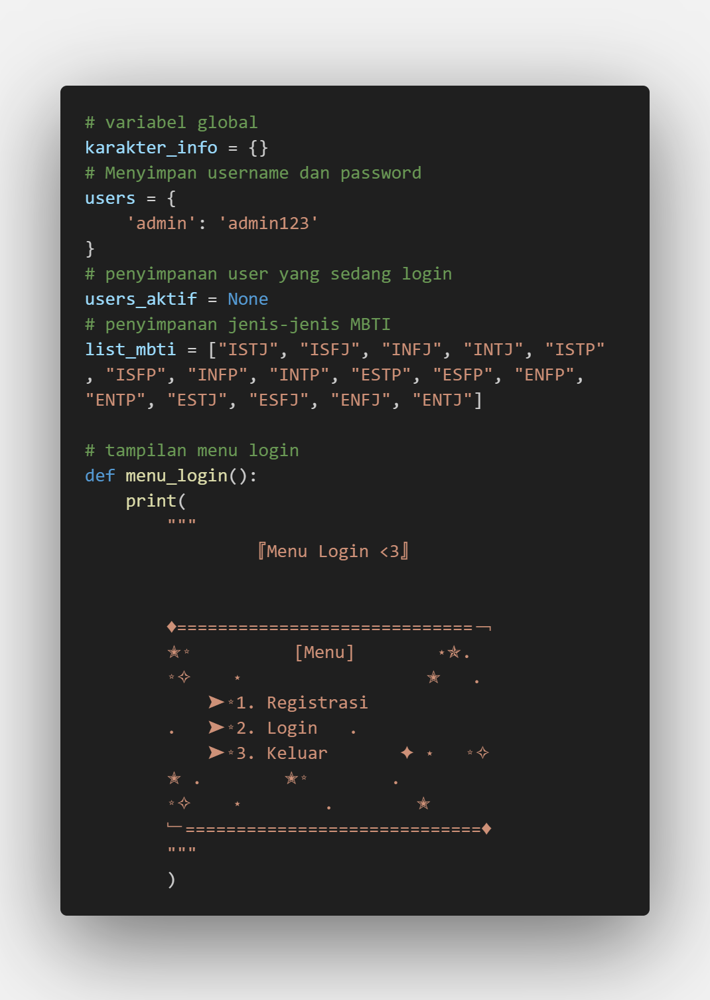 # variabel global
karakter_info = {}
# Menyimpan username dan password
users = {
    'admin': 'admin123'
}
# penyimpanan user yang sedang login
users_aktif = None
# penyimpanan jenis-jenis MBTI
list_mbti = ["ISTJ", "ISFJ", "INFJ", "INTJ", "ISTP"
, "ISFP", "INFP", "INTP", "ESTP", "ESFP", "ENFP",
"ENTP", "ESTJ", "ESFJ", "ENFJ", "ENTJ"]

# tampilan menu login
def menu_login():
    print(
        """
                 『Menu Login <3』


        ♦=============================﹁
        ✭⋆          [Menu]        ⋆✯.
        ⋆✧    ⋆                  ✭   .
            ➤⋆1. Registrasi
        .   ➤⋆2. Login   .
            ➤⋆3. Keluar       ✦ ⋆   ⋆✧
        ✭ .        ✭⋆        .
        ⋆✧    ⋆        .        ✭
        ﹂=============================♦
        """
        )